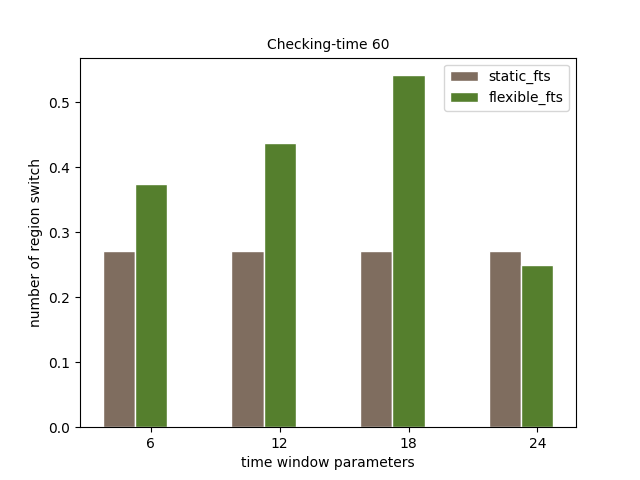 Checking-time 60
static_fts
flexible_fts
number of region switch
0.5
0.4
0.3
0.2
0.1
0.0
6 12 18 24
time window parameters